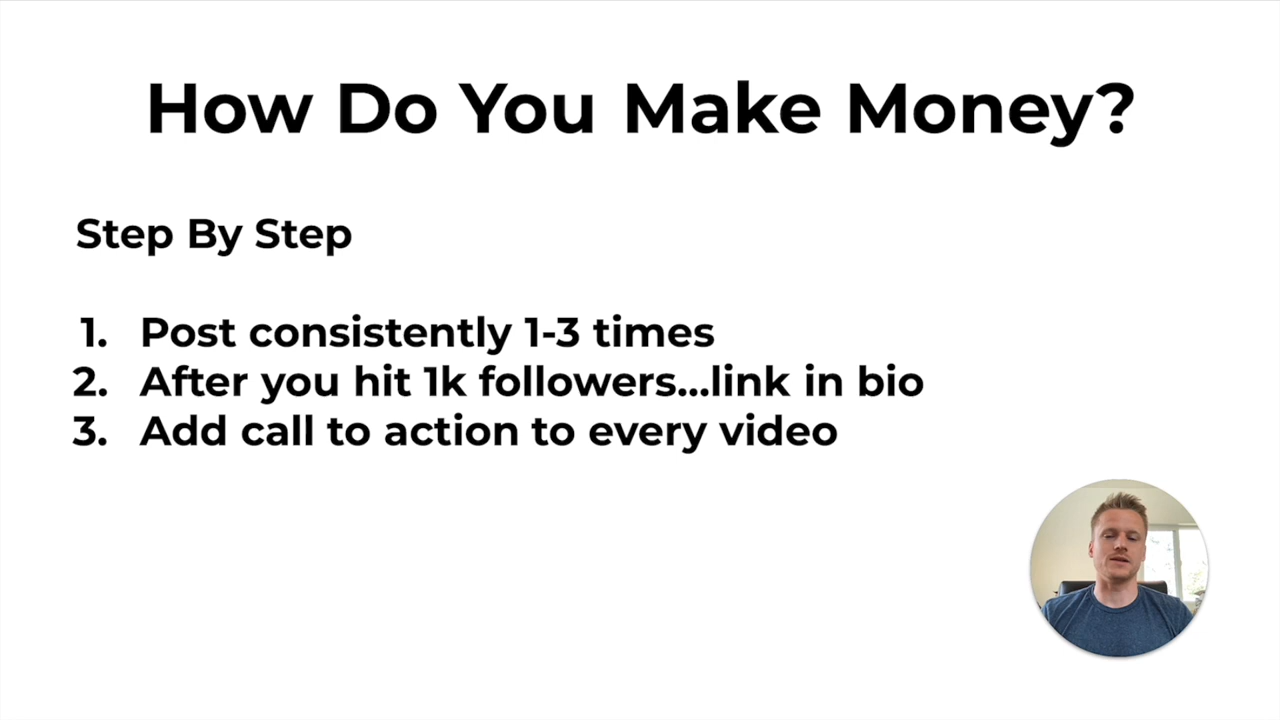 How Do You Make Money?
Step By Step
1. Post consistently 1-3 times
2. After you hit 1k followers...link in bio
3. Add call to action to every video